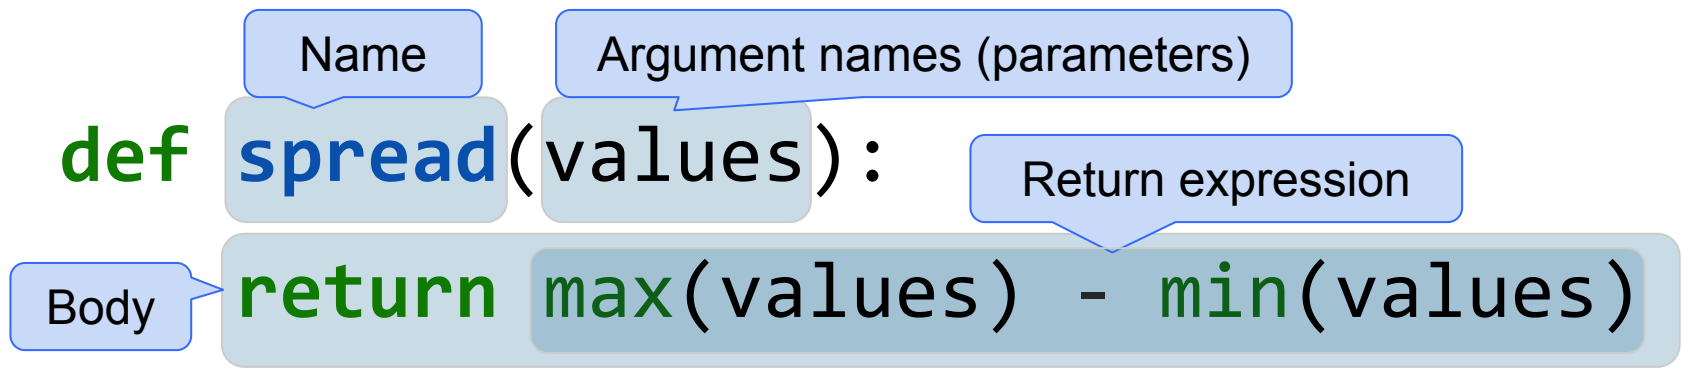 Name
Argument names (parameters)
def spread(values):
Return expression
Body
return max(values) - min(values)